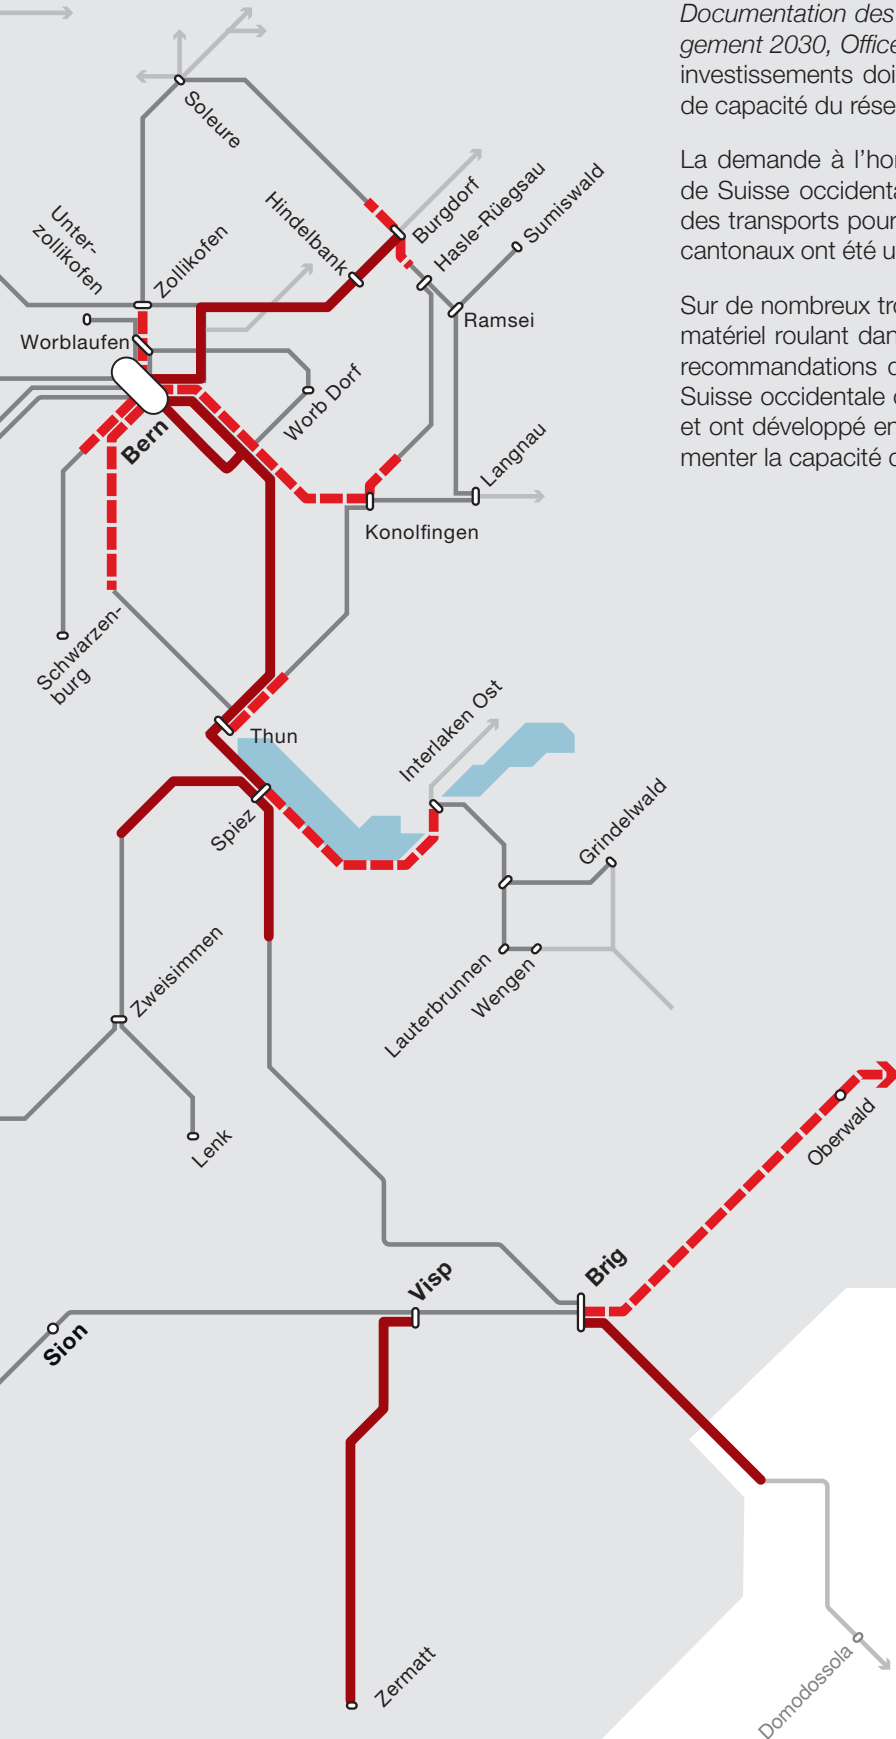 Documentation des
gement 2030, Office
investissements doi
de capacité du rése
La demande à l'hor
de Suisse occidenta
des transports pour
cantonaux ont été u
Sur de nombreux tro
matériel roulant dan
recommandations d
Suisse occidentale o
et ont développé en
menter la capacité d
Soleure
Burgdorf
Hasle-Rüegsau
Sumiswald
Hindelbank
Unter-
zollikofen
Zollikofen
Ramsei
Worblaufen
Worb Dorf
Bern
Langnau
Konolfingen
Schwarzen-
burg
Thun
Interlaken Ost
Spiez
Grindelwald
Zweisimmen
Lauterbrunnen
Wengen
Lenk
Oberwald
Brig
Visp
Sion
Zermatt
Domodossola